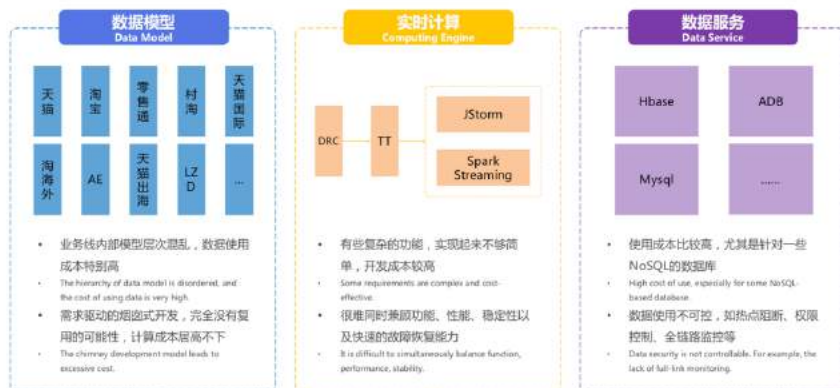 数据模型
Data Model
天猫
淘宝
零售通
村淘
天猫国际
淘海外
AE
天猫出海
LZD
...
业务线内部模型层次混乱，数据使用
成本特别高
The hierarchy of data model is disordered, and
the cost of using data is very high.
需求驱动的烟囱式开发，完全没有复
用的可能性，计算成本居高不下
The chimney development model leads to
excessive cost.
实时计算
Computing Engine
DRC
TT
JStorm
Spark
Streaming
有些复杂的功能，实现起来不够简
单，开发成本较高
Some requirements are complex and cost-
effective.
很难同时兼顾功能、性能、稳定性以
及快速的故障恢复能力
It is difficult to simultaneously balance function,
performance, stability.
数据服务
Data Service
Hbase
ADB
Mysql
……
使用成本比较高，尤其是针对一些
NoSQL的数据库
High cost of use, especially for some NoSQL-
based database.
数据使用不可控，如热点阻断、权限
控制、全链路监控等
Data security is not controllable. For example, the
lack of full-link monitoring.